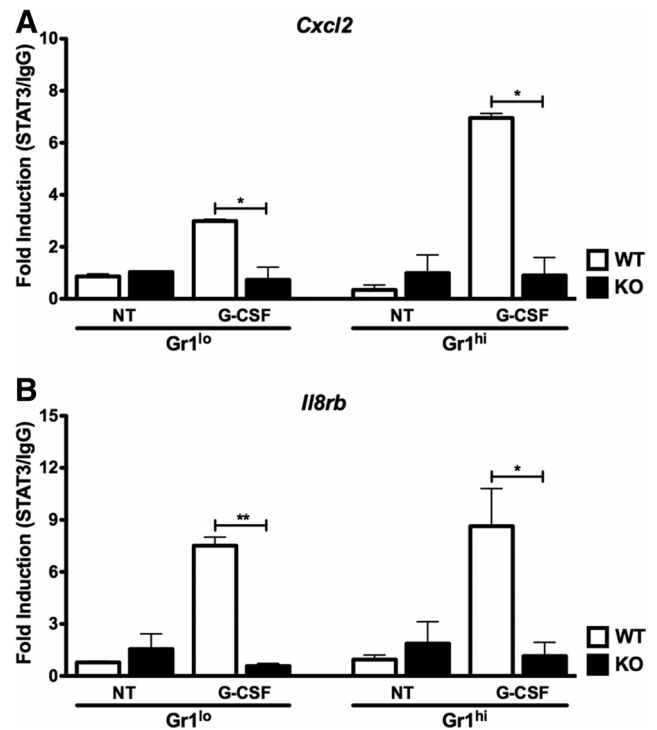 A
Cxcl2
Fold Induction (STAT3/IgG)
10
8
6
4
2
0
*
*
WT
KO
NT G-CSF NT G-CSF
Gr1lo Gr1hi
B
Il8rb
Fold Induction (STAT3/IgG)
15
12
9
6
3
0
**
*
WT
KO
NT G-CSF NT G-CSF
Gr1lo Gr1hi